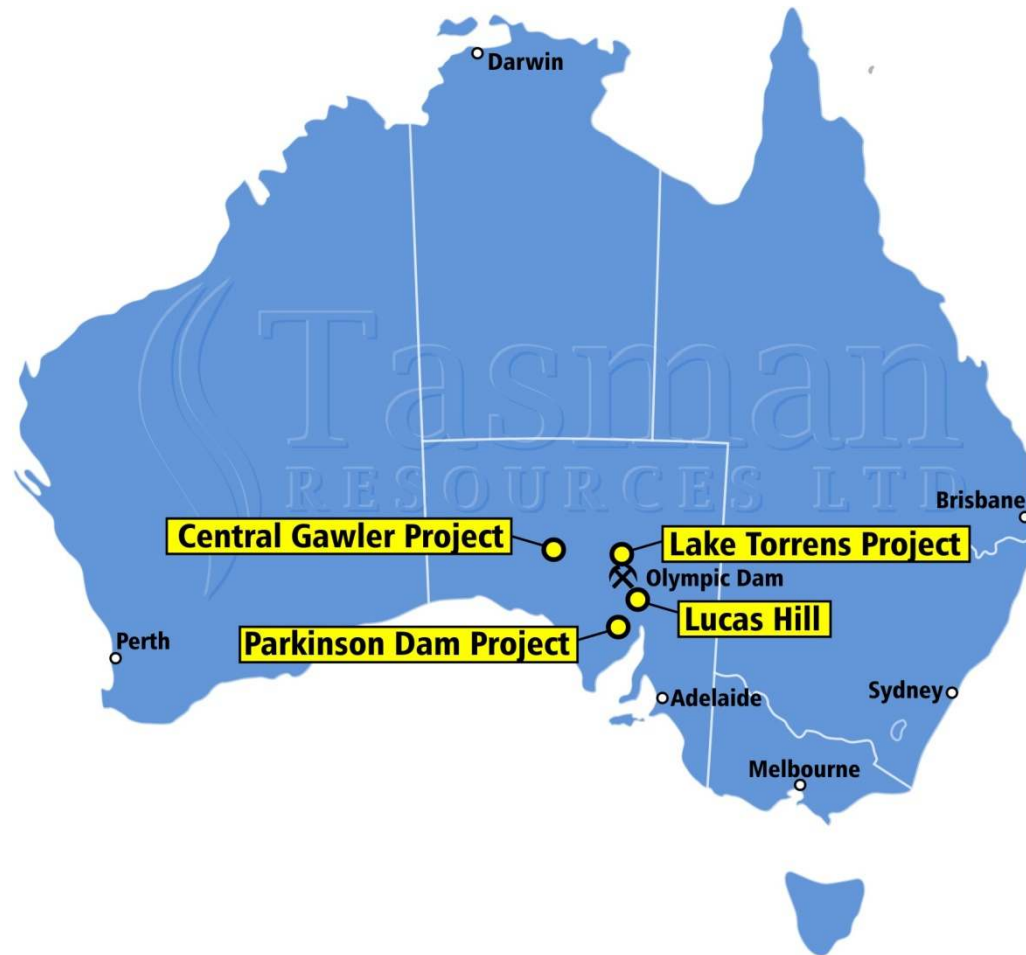 Darwin
Tasman
RESOURCES LTD
Brisbane
Central Gawler Project
Lake Torrens Project
Olympic Dam
Lucas Hill
Parkinson Dam Project
Perth
Adelaide
Sydney
Melbourne